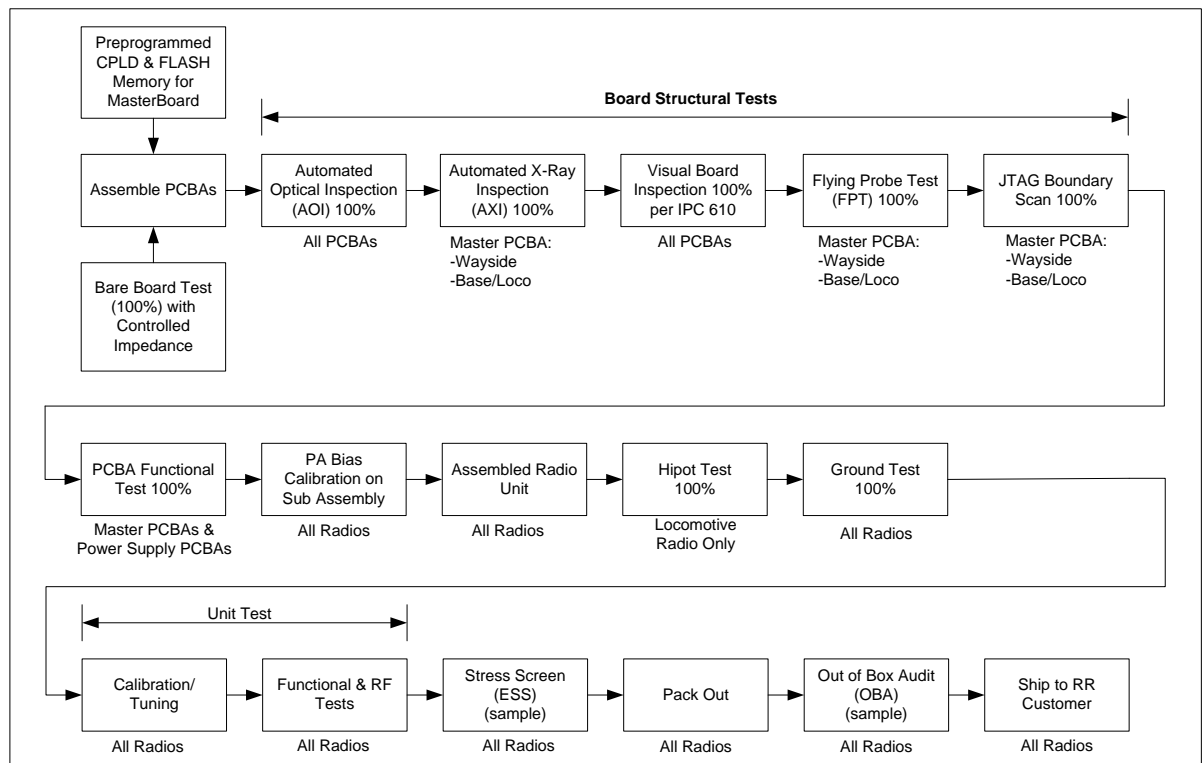 Preprogrammed
CPLD & FLASH
Memory for
MasterBoard
Board Structural Tests
Assemble PCBAs
Automated
Optical Inspection
(AOI) 100%
All PCBAs
Automated X-Ray
Inspection
(AXI) 100%
Master PCBA:
-Wayside
-Base/Loco
Visual Board
Inspection 100%
per IPC 610
All PCBAs
Flying Probe Test
(FPT) 100%
Master PCBA:
-Wayside
-Base/Loco
JTAG Boundary
Scan 100%
Master PCBA:
-Wayside
-Base/Loco
Bare Board Test
(100%) with
Controlled
Impedance
PCBA Functional
Test 100%
Master PCBAs &
Power Supply PCBAs
PA Bias
Calibration on
Sub Assembly
All Radios
Assembled Radio
Unit
All Radios
Hipot Test
100%
Locomotive
Radio Only
Ground Test
100%
All Radios
Unit Test
Calibration/
Tuning
All Radios
Functional & RF
Tests
All Radios
Stress Screen
(ESS)
(sample)
All Radios
Pack Out
All Radios
Out of Box Audit
(OBA)
(sample)
All Radios
Ship to RR
Customer
All Radios